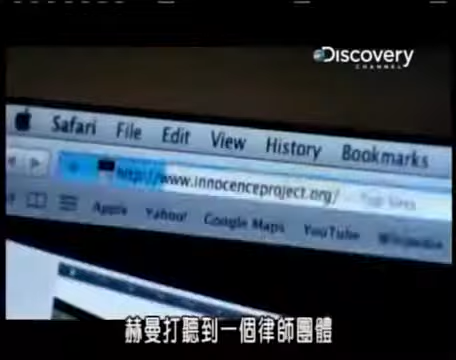 Discovery
CHANNEL
Safari File Edit View History Bookmarks
http://www.innocenceproject.org/ Top Sites
Apple Yahoo! Google Maps YouTube Wikipedia
赫曼打聽到一個律師團體